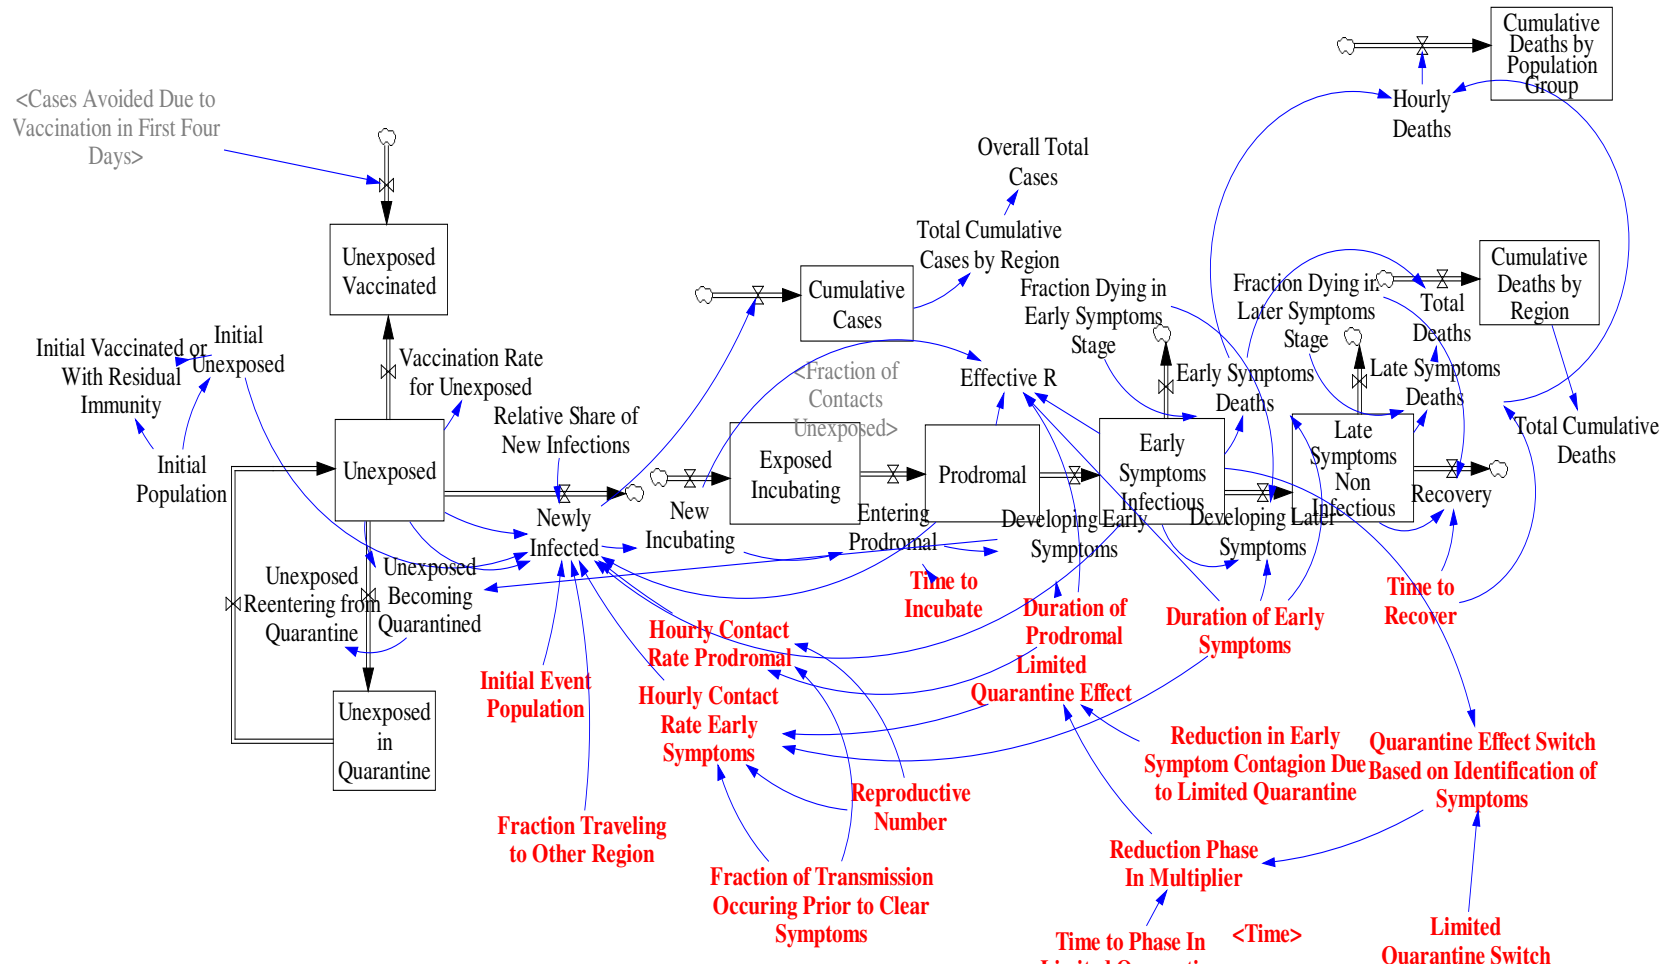 Cumulative
Deaths by
Population
Group
Hourly
Deaths
<Cases Avoided Due to
Vaccination in First Four
Days>
Overall Total
Cases
Total Cumulative
Cases by Region
Unexposed
Vaccinated
Cumulative
Cases
Fraction Dying in
Early Symptoms
Stage
Fraction Dying in
Later Symptoms
Stage
Total
Deaths
Cumulative
Deaths by
Region
Initial Vaccinated or
With Residual
Immunity
Initial
Unexposed
Vaccination Rate
for Unexposed
<Fraction of
Contacts
Unexposed>
Effective R
Early Symptoms
Deaths
Late Symptoms
Deaths
Total Cumulative
Deaths
Relative Share of
New Infections
Initial
Population
Unexposed
Exposed
Incubating
Prodromal
Early
Symptoms
Infectious
Late
Symptoms
Non
Infectious
Recovery
Newly
Infected
New
Incubating
Entering
Prodromal
Developing Early
Symptoms
Developing Later
Symptoms
Unexposed
Reentering from
Quarantine
Unexposed
Becoming
Quarantined
Time to
Incubate
Duration of
Prodromal
Duration of Early
Symptoms
Time to
Recover
Hourly Contact
Rate Prodromal
Limited
Quarantine Effect
Initial Event
Population
Hourly Contact
Rate Early
Symptoms
Unexposed
in
Quarantine
Reduction in Early
Symptom Contagion Due
to Limited Quarantine
Quarantine Effect Switch
Based on Identification of
Symptoms
Reproductive
Number
Fraction Traveling
to Other Region
Reduction Phase
In Multiplier
Fraction of Transmission
Occuring Prior to Clear
Symptoms
Time to Phase In
<Time>
Limited
Quarantine Switch